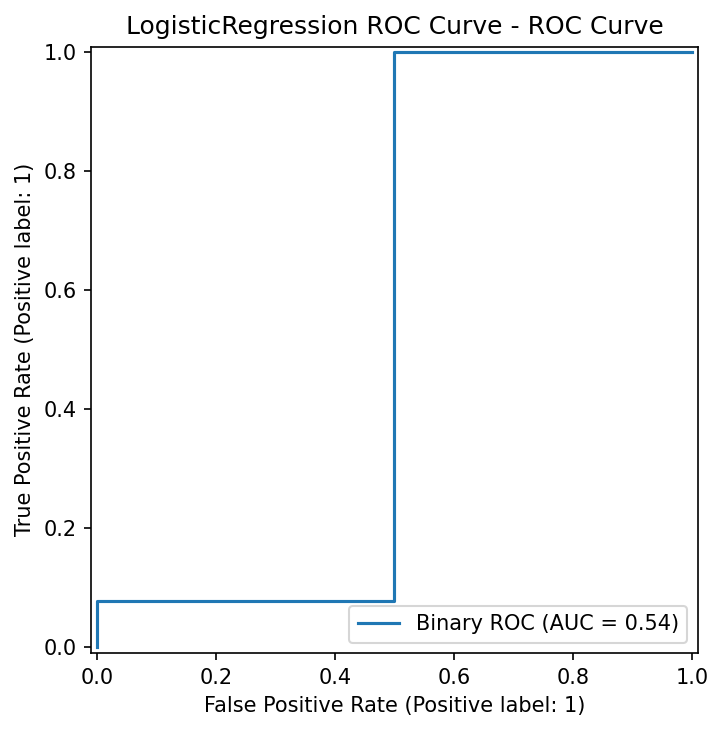 LogisticRegression ROC Curve - ROC Curve
True Positive Rate (Positive label: 1)
1.0
0.8
0.6
0.4
0.2
0.0
Binary ROC (AUC = 0.54)
0.0 0.2 0.4 0.6 0.8 1.0
False Positive Rate (Positive label: 1)